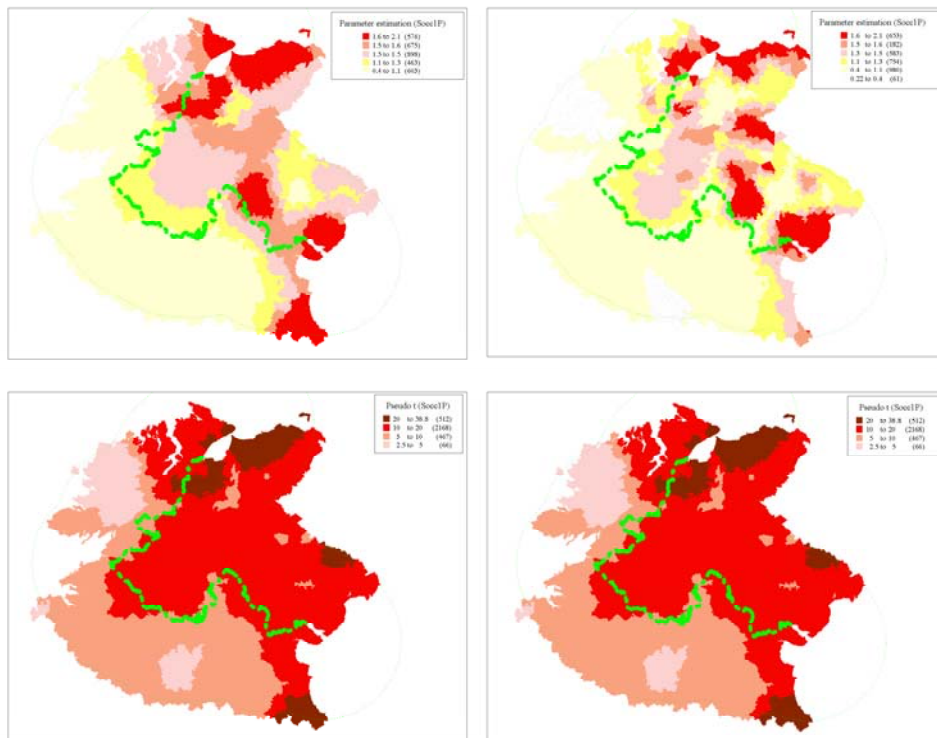 Parameter estimation (Socc1P)
1.6 to 2.1 (574)
1.5 to 1.6 (675)
1.3 to 1.5 (898)
1.1 to 1.3 (463)
0.4 to 1.1 (603)
Parameter estimation (Socc1P)
1.6 to 2.1 (633)
1.5 to 1.6 (182)
1.3 to 1.5 (583)
1.1 to 1.3 (754)
0.4 to 1.1
0.22 to 0.4 (61)
Pseudo t (Socc1P)
20 to 38.8 (512)
10 to 20 (2168)
5 to 10 (467)
2.5 to 5 (66)
Pseudo t (Socc1P)
20 to 38.8 (512)
10 to 20 (2168)
5 to 10 (467)
2.5 to 5 (66)